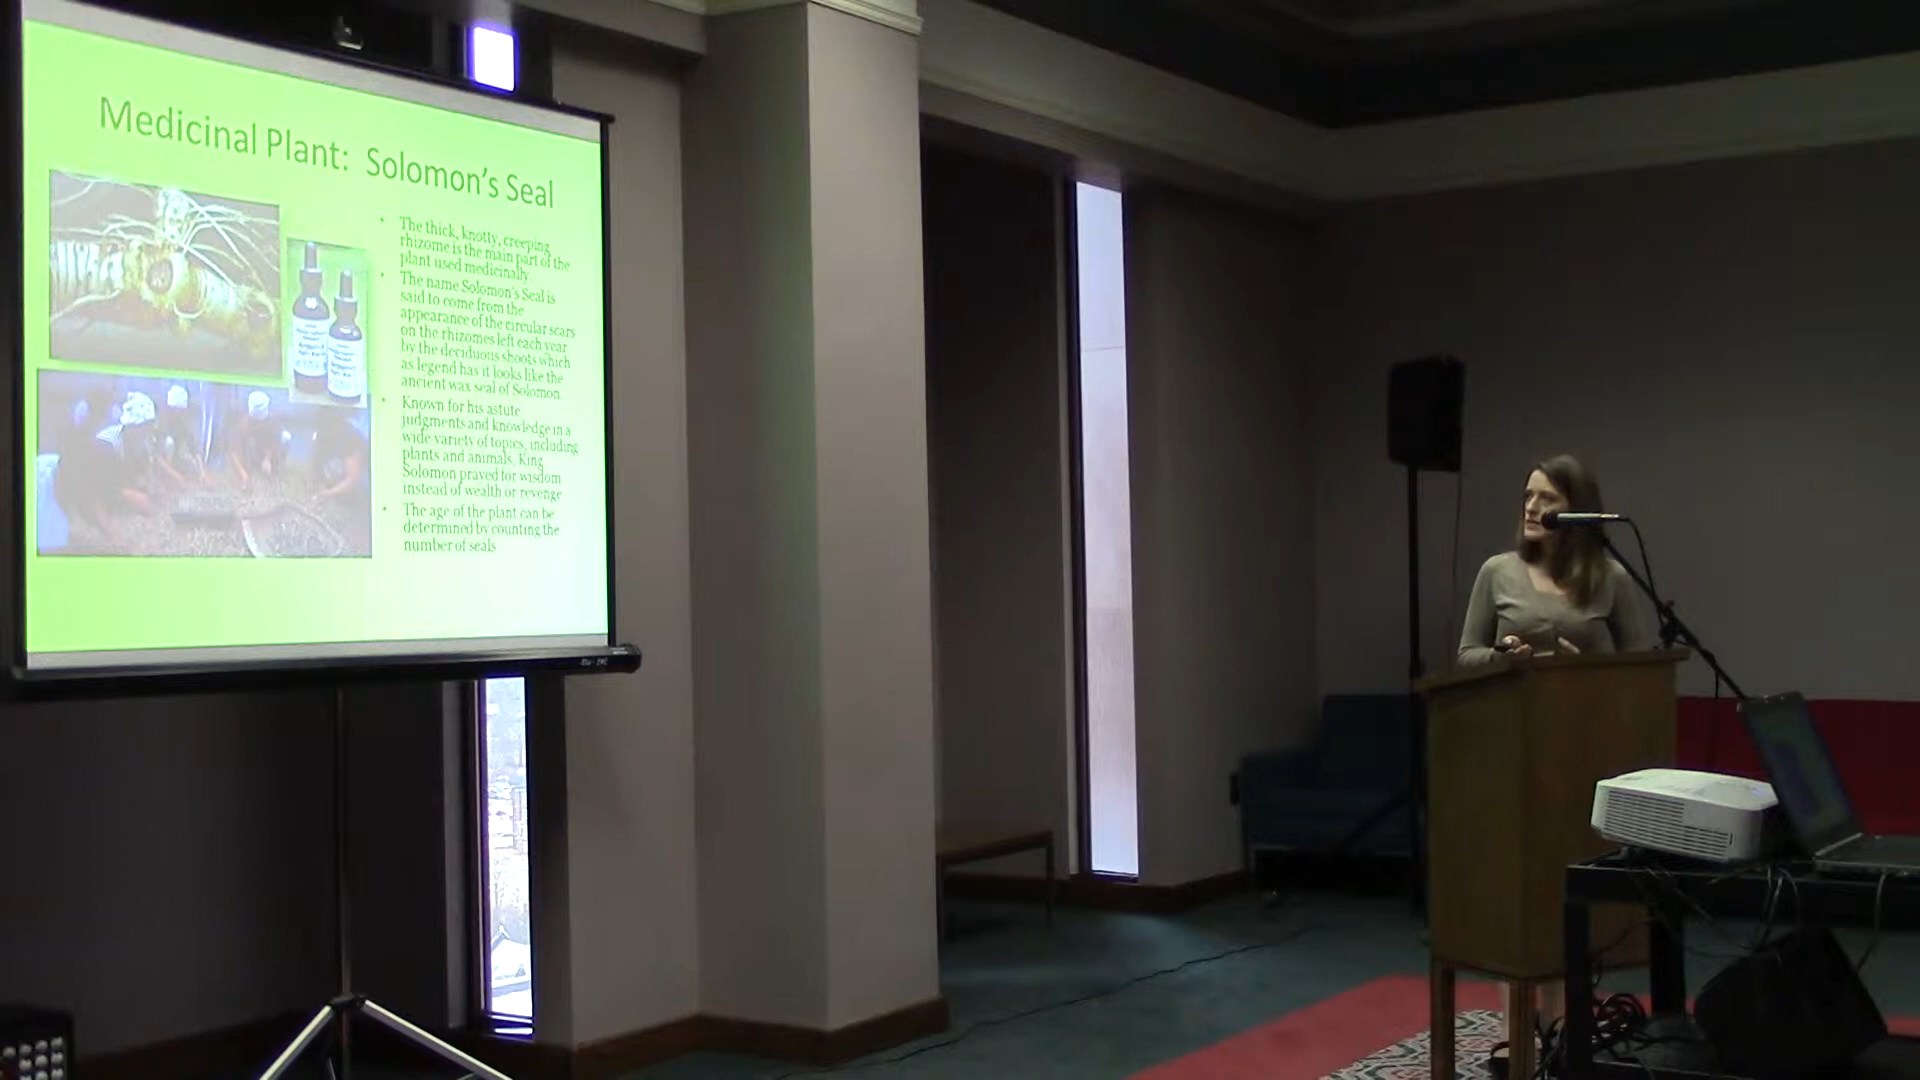 Medicinal Plant: Solomon's Seal
• The thick, knotty, creeping
rhizome is the main part of the
plant used medicinally.
• The name Solomon's Seal is
said to come from the
appearance of the circular scars
on the rhizomes left each year
by the deciduous shoots which
as legend has it looks like the
ancient wax seal of Solomon
• Known for his astute
judgments and knowledge in a
wide variety of topics, including
plants and animals, King
Solomon prayed for wisdom
instead of wealth or revenge
• The age of the plant can be
determined by counting the
number of seals